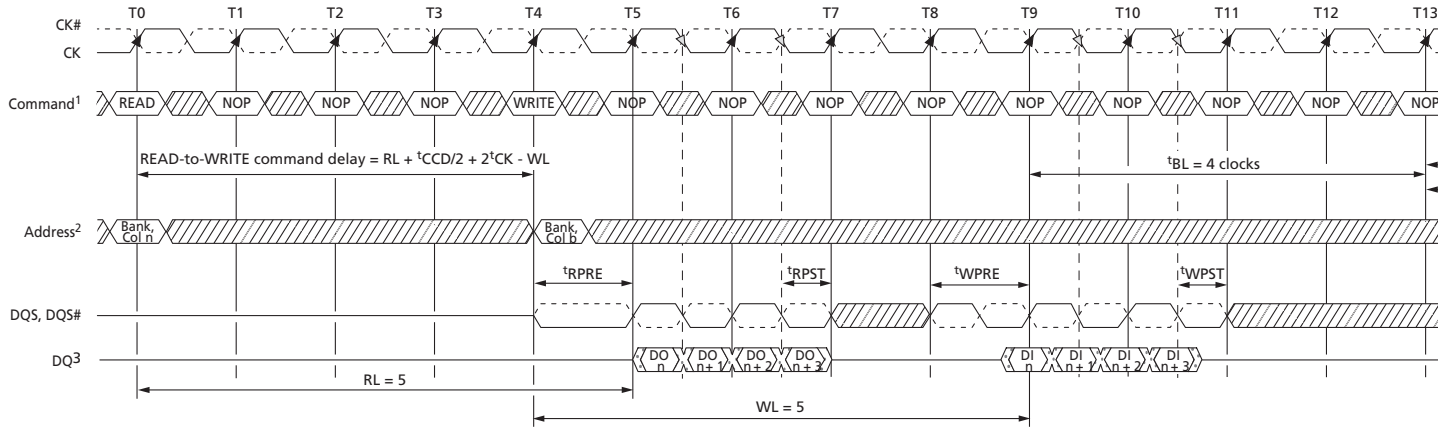 T0 T1 T2 T3 T4 T5 T6 T7 T8 T9 T10 T11 T12 T13
CK#
CK
Command1 READ NOP NOP NOP WRITE NOP NOP NOP NOP NOP NOP NOP NOP NOP
READ-to-WRITE command delay = RL + tCCD/2 + 2tCK - WL
tBL = 4 clocks
Address2 Bank, Col n Bank, Col b
tRPRE tRPST tWPRE tWPST
DQS, DQS#
DQ3 DO n DO n + 1 DO n + 2 DO n + 3 DI n DI n + 1 DI n + 2 DI n + 3
RL = 5
WL = 5